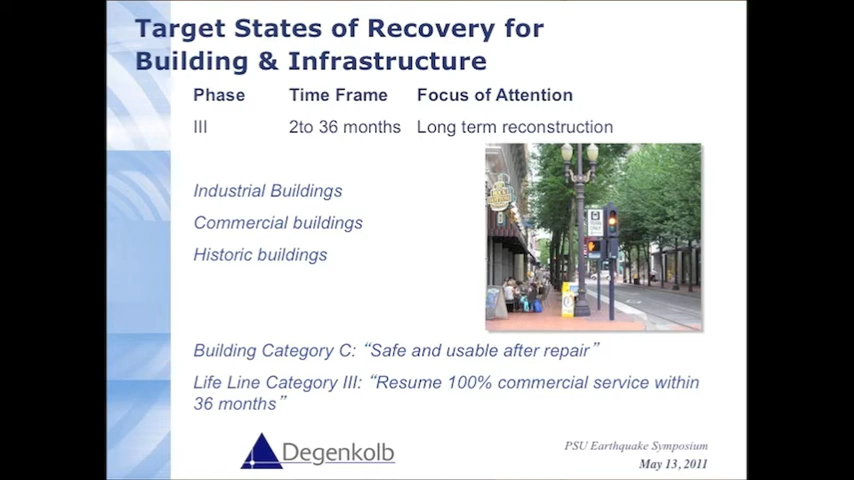 Target States of Recovery for
Building & Infrastructure
Phase Time Frame Focus of Attention
III 2to 36 months Long term reconstruction
Industrial Buildings
Commercial buildings
Historic buildings
Building Category C: “Safe and usable after repair”
Life Line Category III: “Resume 100% commercial service within
36 months”
Degenkolb
PSU Earthquake Symposium
May 13, 2011